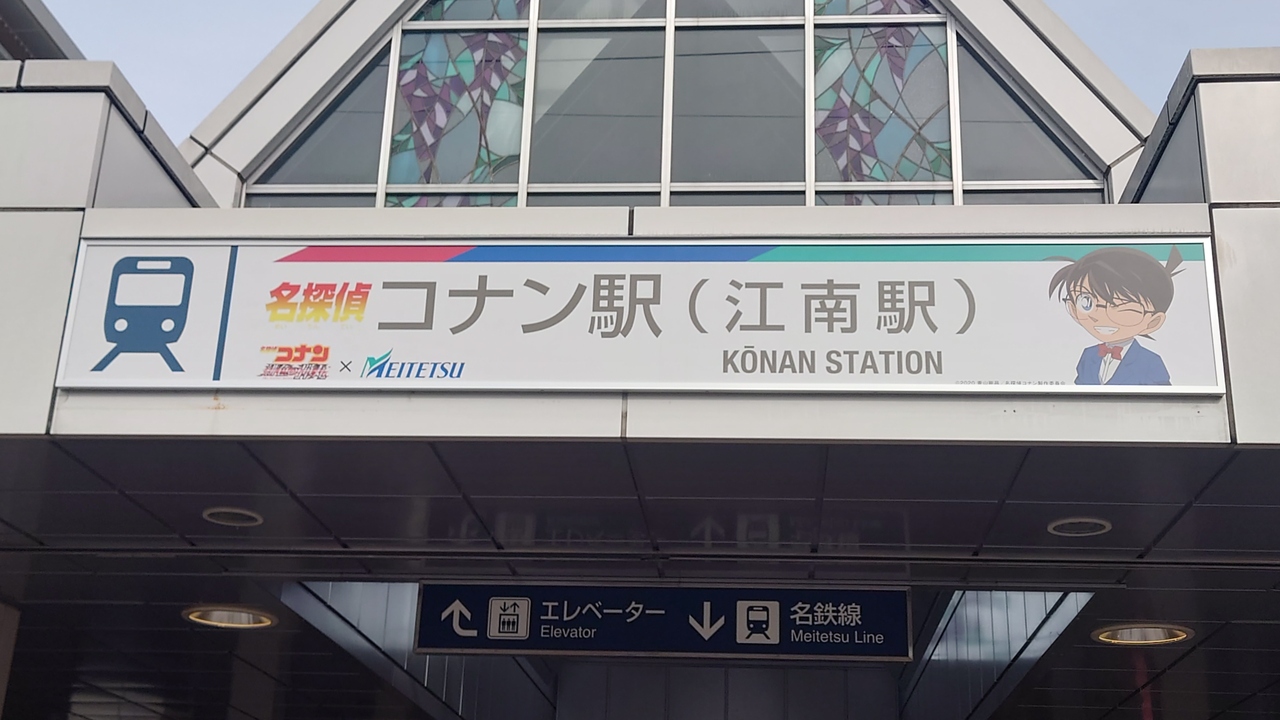 名探偵コナン駅（江南駅）
コナン × MEITETSU
KŌNAN STATION
エレベーター
Elevator
名鉄線
Meitetsu Line